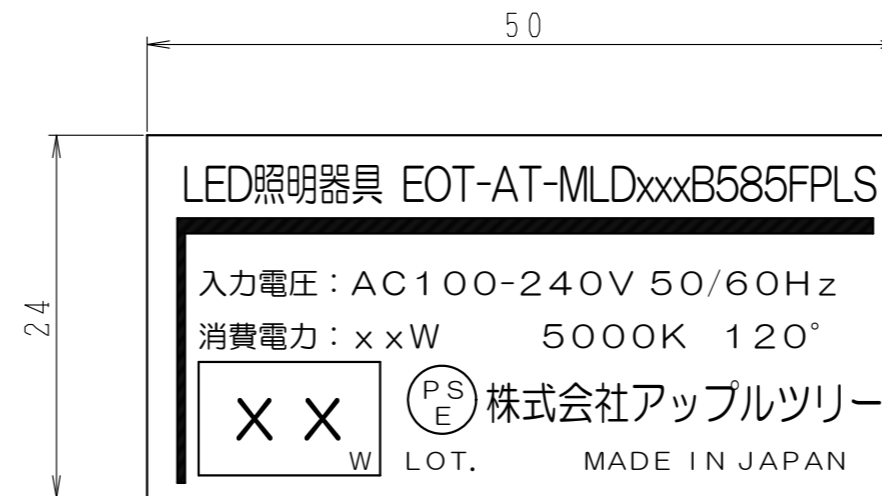 50
24
LED照明器具 EOT-AT-MLDxxxB585FPLS
入力電圧：AC100-240V 50/60Hz
消費電力：xxW 5000K 120°
XX W
PSE 株式会社アップルツリー
LOT. MADE IN JAPAN